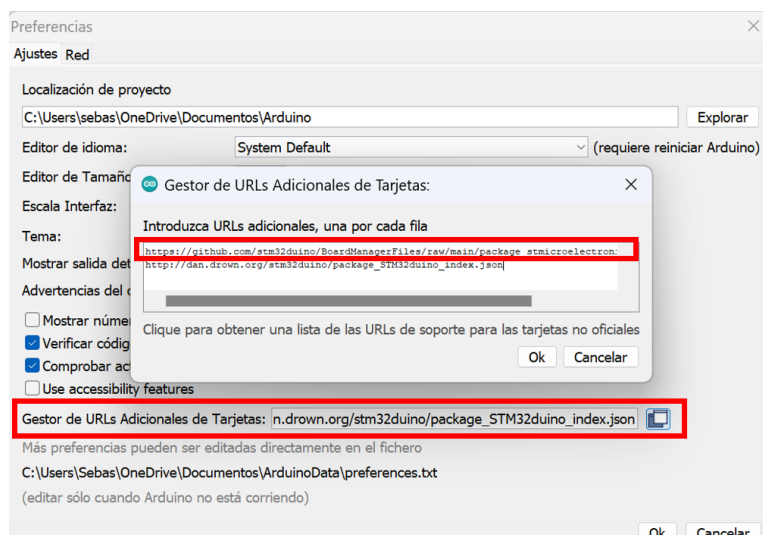 Preferencias
Ajustes Red
Localización de proyecto
C:\Users\sebas\OneDrive\Documentos\Arduino Explorar
Editor de idioma: System Default (requiere reiniciar Arduino)
Editor de Tamaño
Escala Interfaz:
Tema:
Mostrar salida det
Advertencias del
Gestor de URLs Adicionales de Tarjetas:
Introduzca URLs adicionales, una por cada fila
https://github.com/stm32duino/BoardManagerFiles/raw/main/package_stmicroelectron
http://dan.drown.org/stm32duino/package_STM32duino_index.json
Clique para obtener una lista de las URLs de soporte para las tarjetas no oficiales
Ok Cancelar
Mostrar núme
Verificar códig
Comprobar ac
Use accessibility features
Gestor de URLs Adicionales de Tarjetas: n.drown.org/stm32duino/package_STM32duino_index.json
Más preferencias pueden ser editadas directamente en el fichero
C:\Users\Sebas\OneDrive\Documentos\ArduinoData\preferences.txt
(editar sólo cuando Arduino no está corriendo)
Ok Cancelar